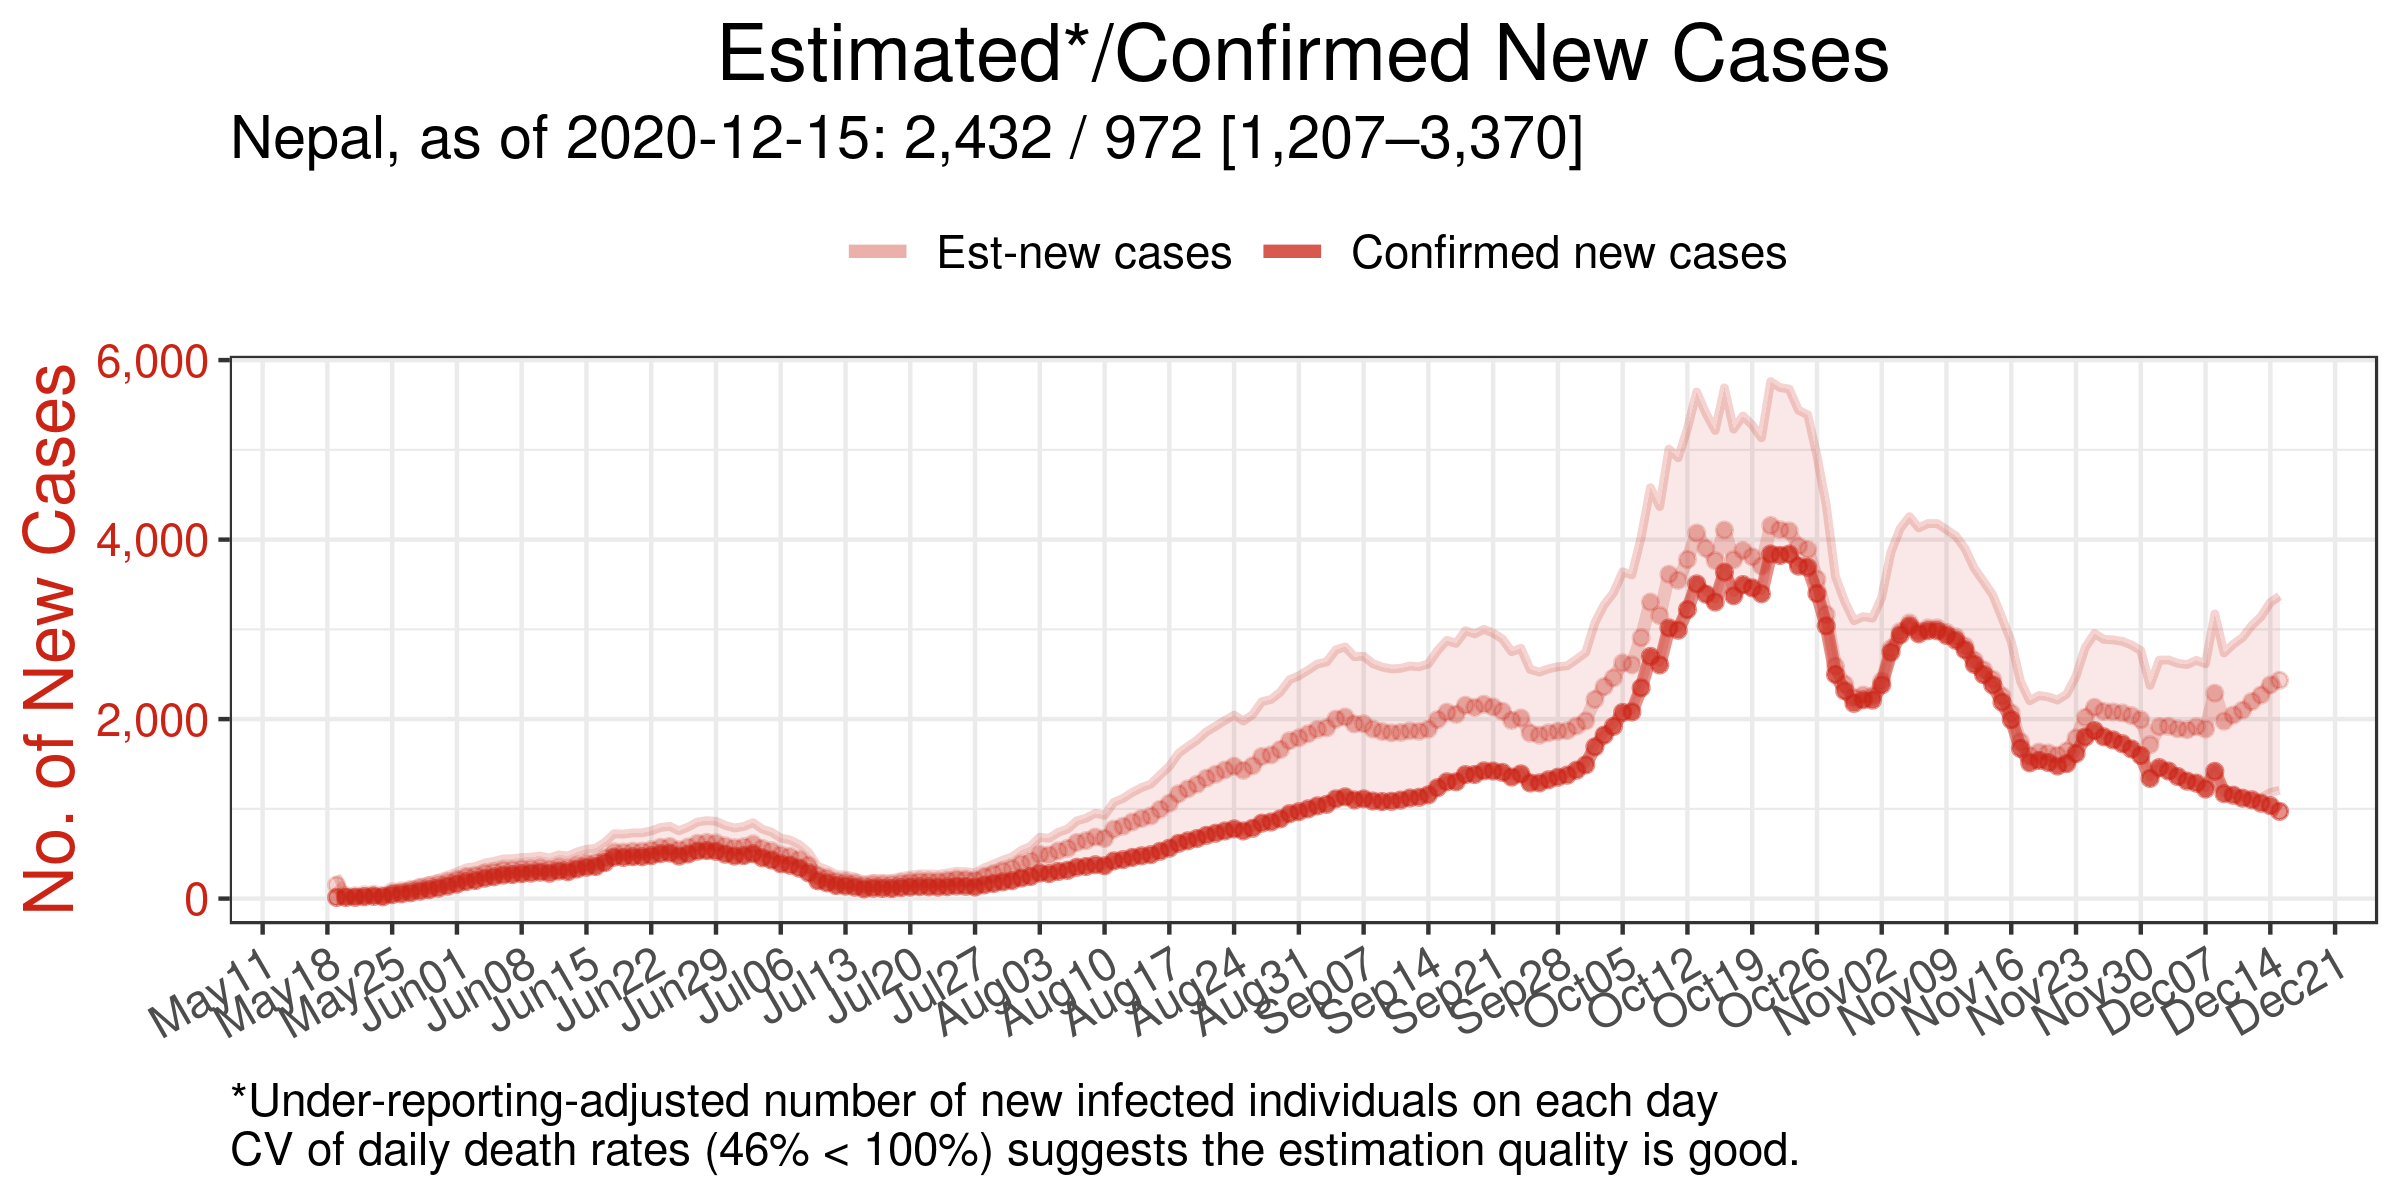 Estimated*/Confirmed New Cases
Nepal, as of 2020-12-15: 2,432 / 972 [1,207–3,370]
Est-new cases
Confirmed new cases
No. of New Cases
6,000
4,000
2,000
0
May11
May18
May25
Jun01
Jun08
Jun15
Jun22
Jun29
Jul06
Jul13
Jul20
Jul27
Aug03
Aug10
Aug17
Aug24
Aug31
Sep07
Sep14
Sep21
Sep28
Oct05
Oct12
Oct19
Oct26
Nov02
Nov09
Nov16
Nov23
Nov30
Dec07
Dec14
Dec21
*Under-reporting-adjusted number of new infected individuals on each day
CV of daily death rates (46% < 100%) suggests the estimation quality is good.